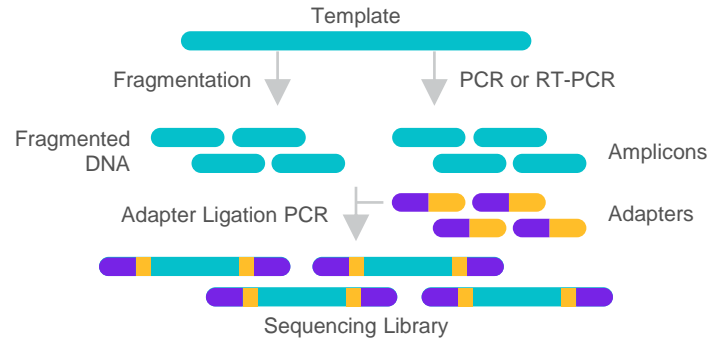 Template
Fragmentation
PCR or RT-PCR
Fragmented
DNA
Amplicons
Adapter Ligation PCR
Adapters
Sequencing Library